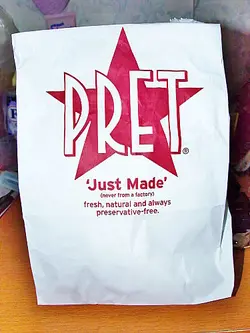 PRET®
'Just Made'
(never from a factory)
fresh, natural and always
preservative-free.